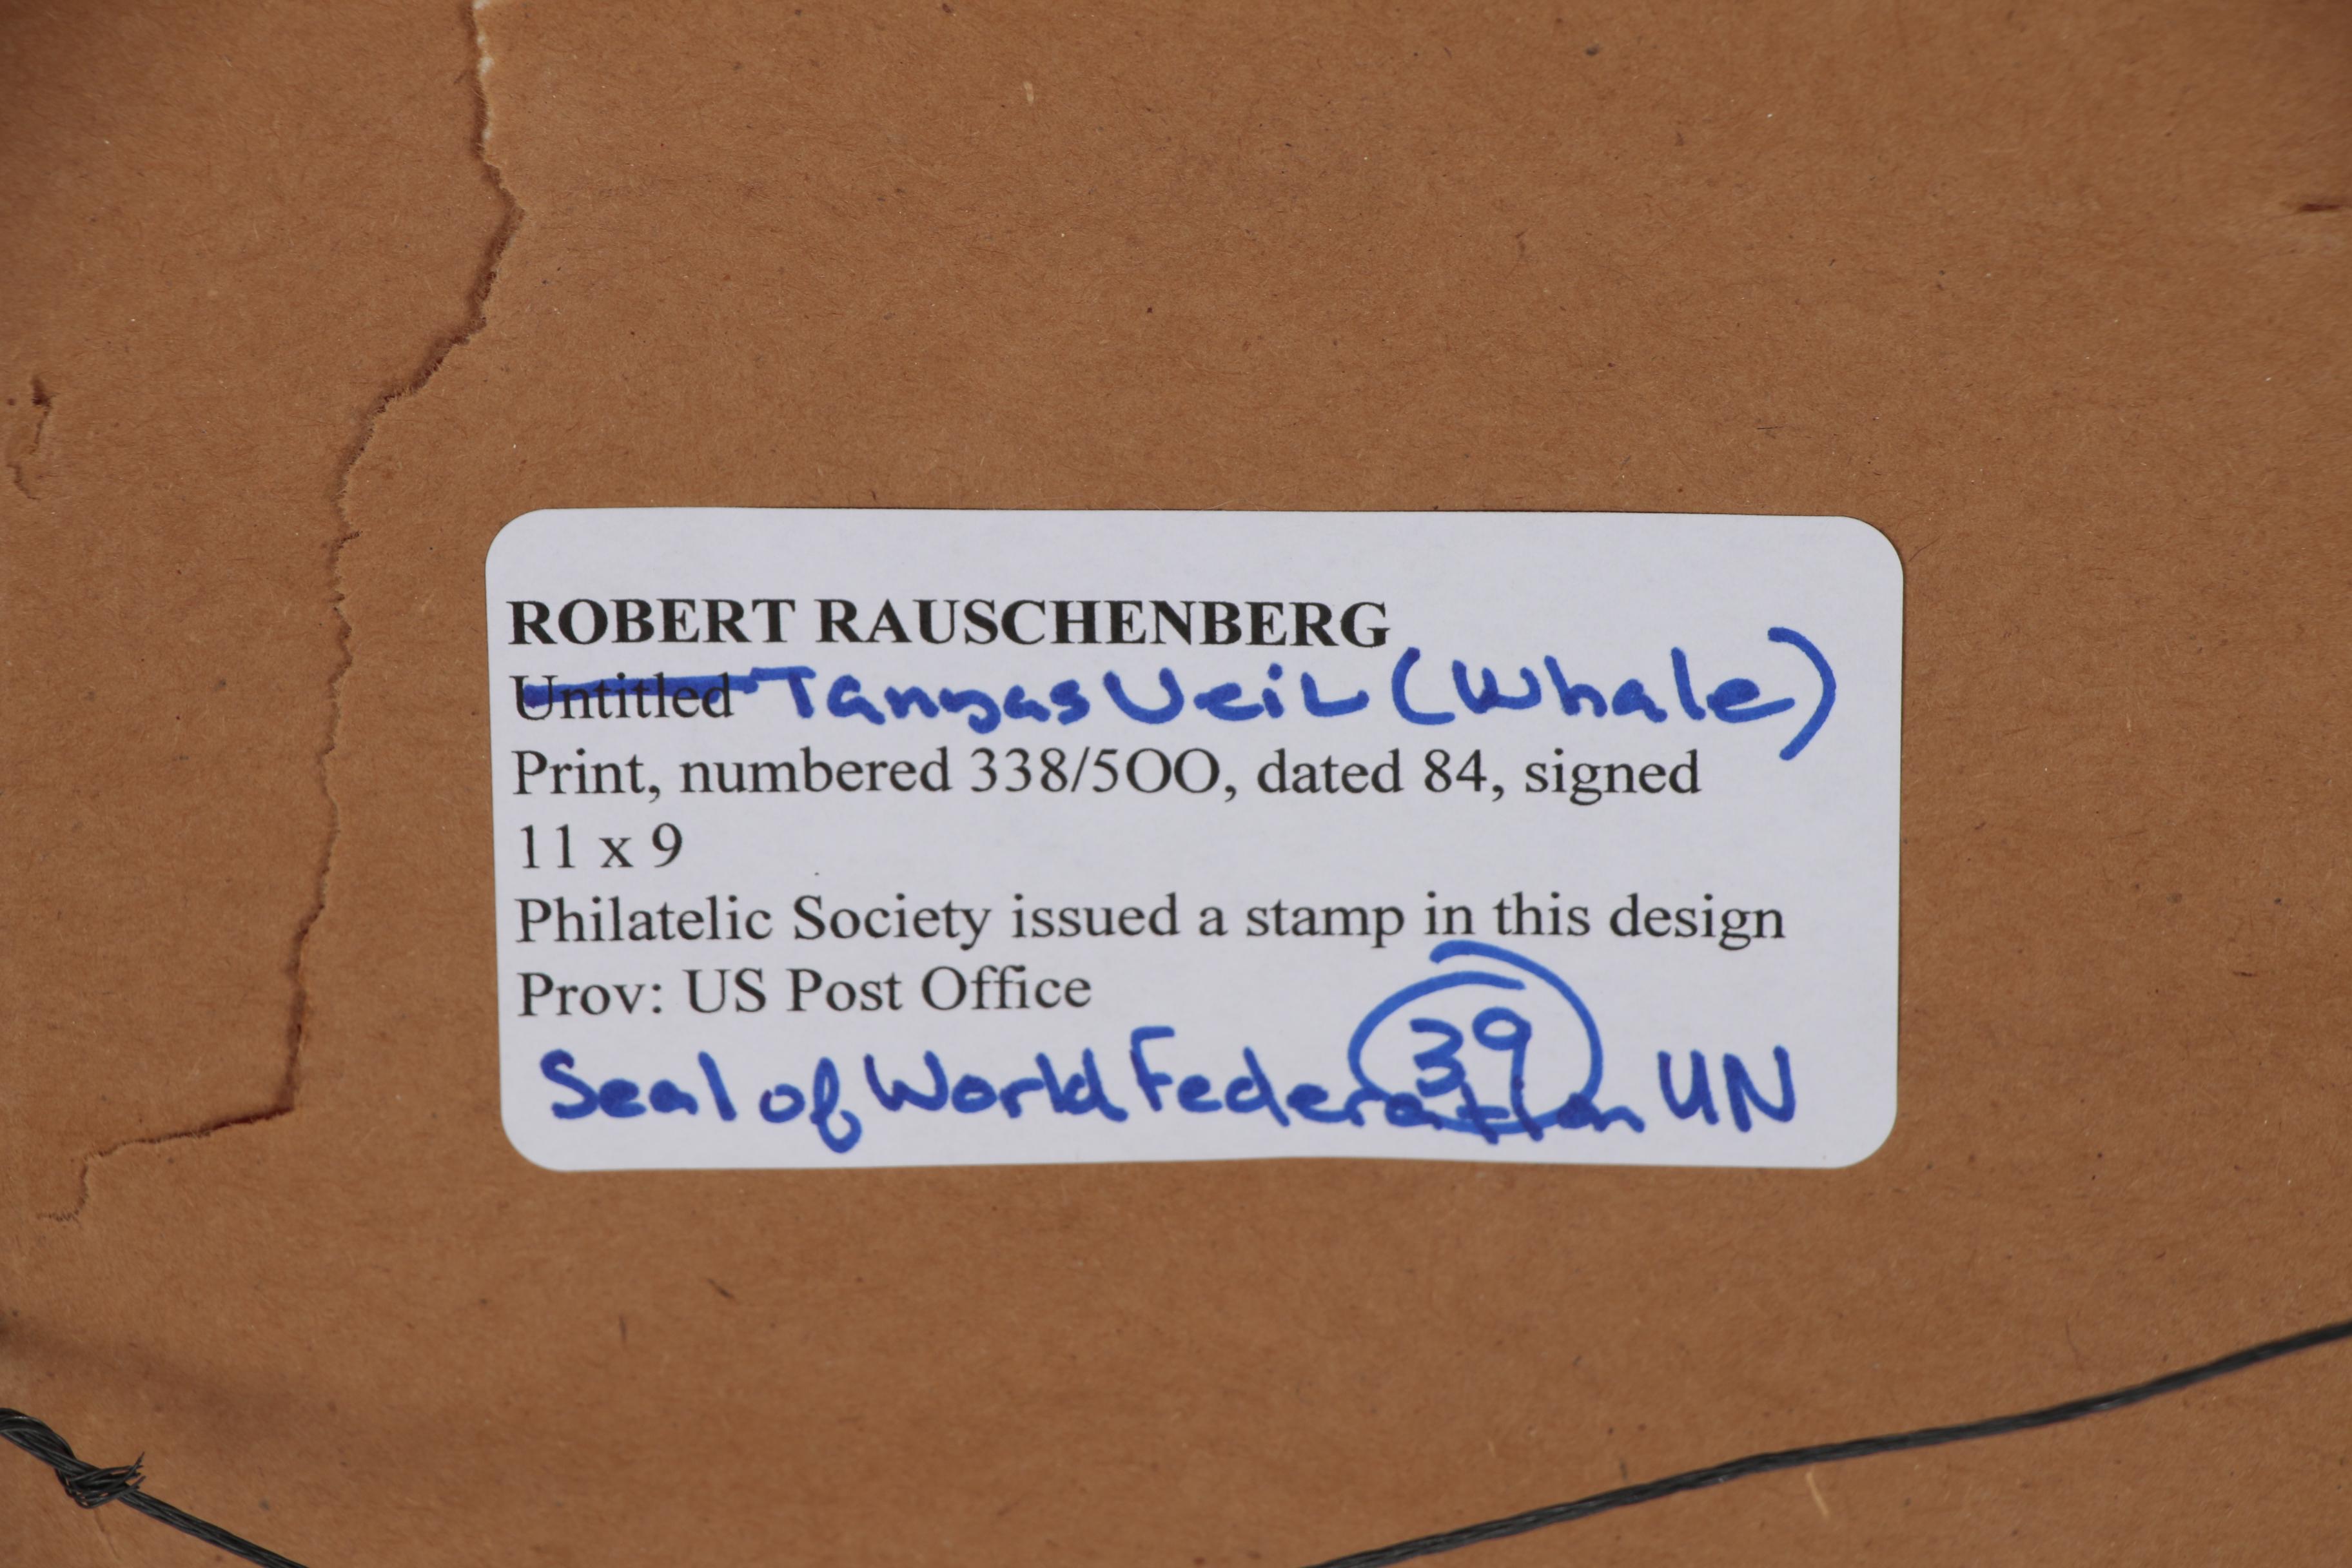 ROBERT RAUSCHENBERG
Untitled Tanyas Veil (Whale)
Print, numbered 338/5OO, dated 84, signed
11 x 9
Philatelic Society issued a stamp in this design
Prov: US Post Office
39
Seal of World Federation UN